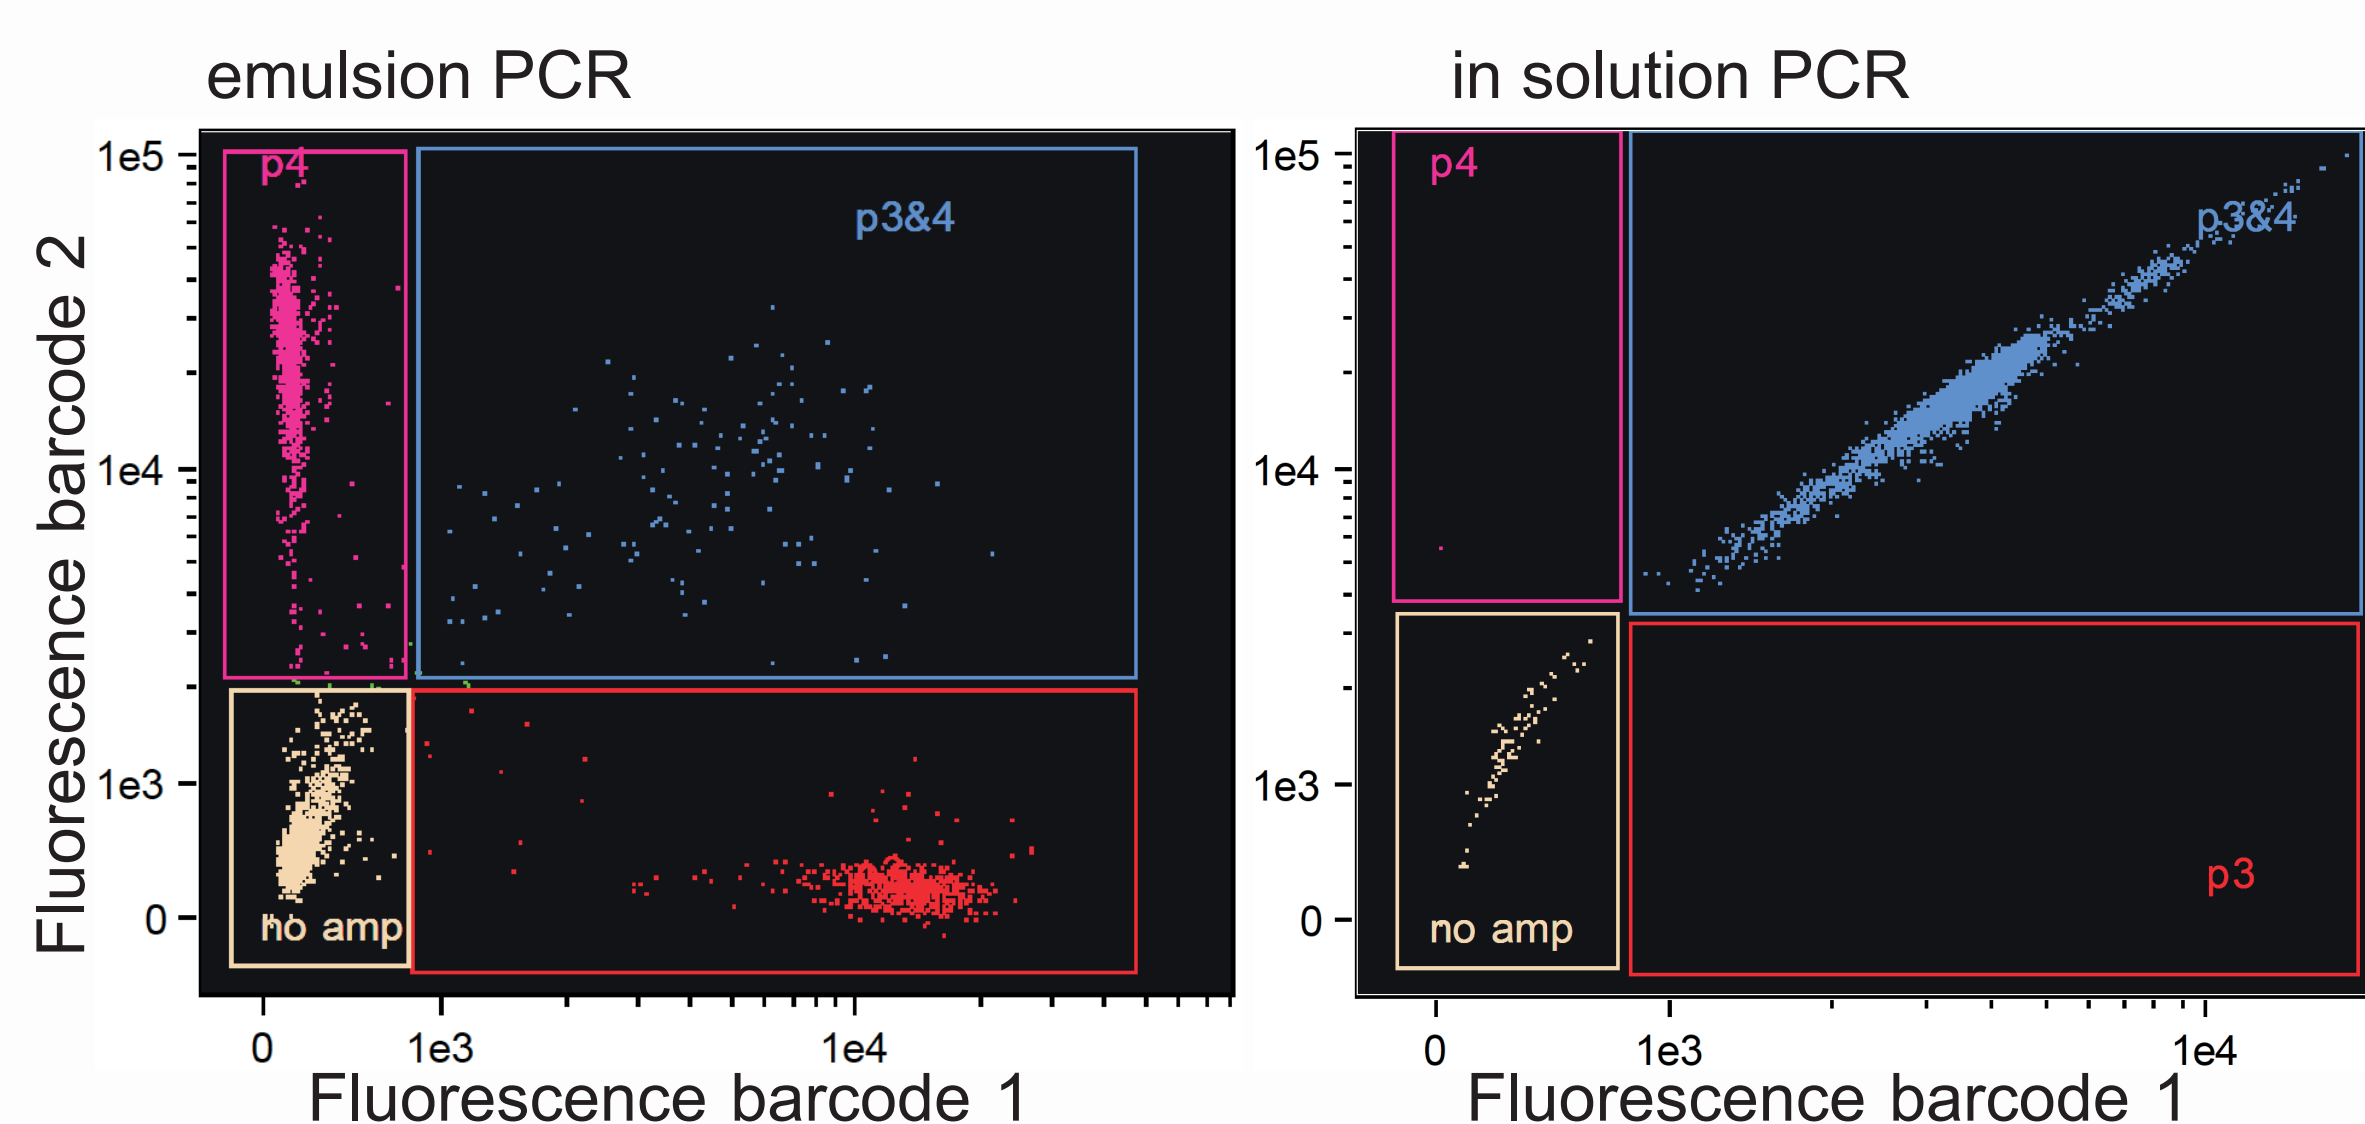 emulsion PCR
in solution PCR
Fluorescence barcode 2
1e5
1e4
1e3
0
p4
p3&4
no amp
0
1e3
1e4
Fluorescence barcode 1
1e5
1e4
1e3
0
p4
p3&4
no amp
p3
0
1e3
1e4
Fluorescence barcode 1